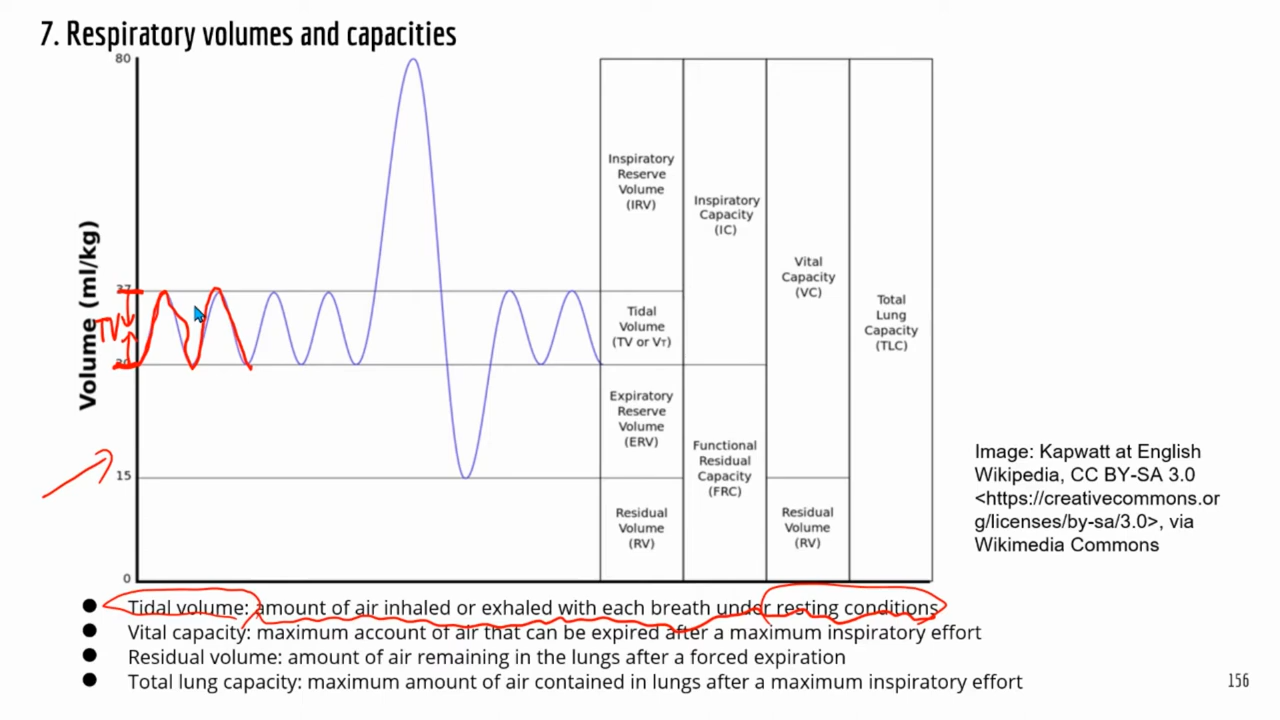 7. Respiratory volumes and capacities
80
37
30
15
0
Volume (ml/kg)
TV
Inspiratory
Reserve
Volume
(IRV)
Tidal
Volume
(TV or VT)
Expiratory
Reserve
Volume
(ERV)
Residual
Volume
(RV)
Inspiratory
Capacity
(IC)
Functional
Residual
Capacity
(FRC)
Vital
Capacity
(VC)
Residual
Volume
(RV)
Total
Lung
Capacity
(TLC)
Image: Kapwatt at English
Wikipedia, CC BY-SA 3.0
<https://creativecommons.or
g/licenses/by-sa/3.0>, via
Wikimedia Commons
● Tidal volume: amount of air inhaled or exhaled with each breath under resting conditions
● Vital capacity: maximum account of air that can be expired after a maximum inspiratory effort
● Residual volume: amount of air remaining in the lungs after a forced expiration
● Total lung capacity: maximum amount of air contained in lungs after a maximum inspiratory effort
156